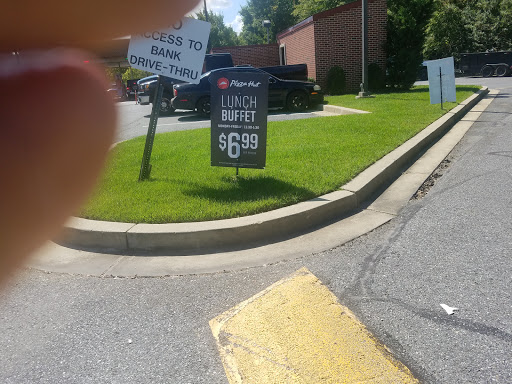 ACCESS TO
BANK
DRIVE-THRU
Pizza Hut
LUNCH
BUFFET
$6.99